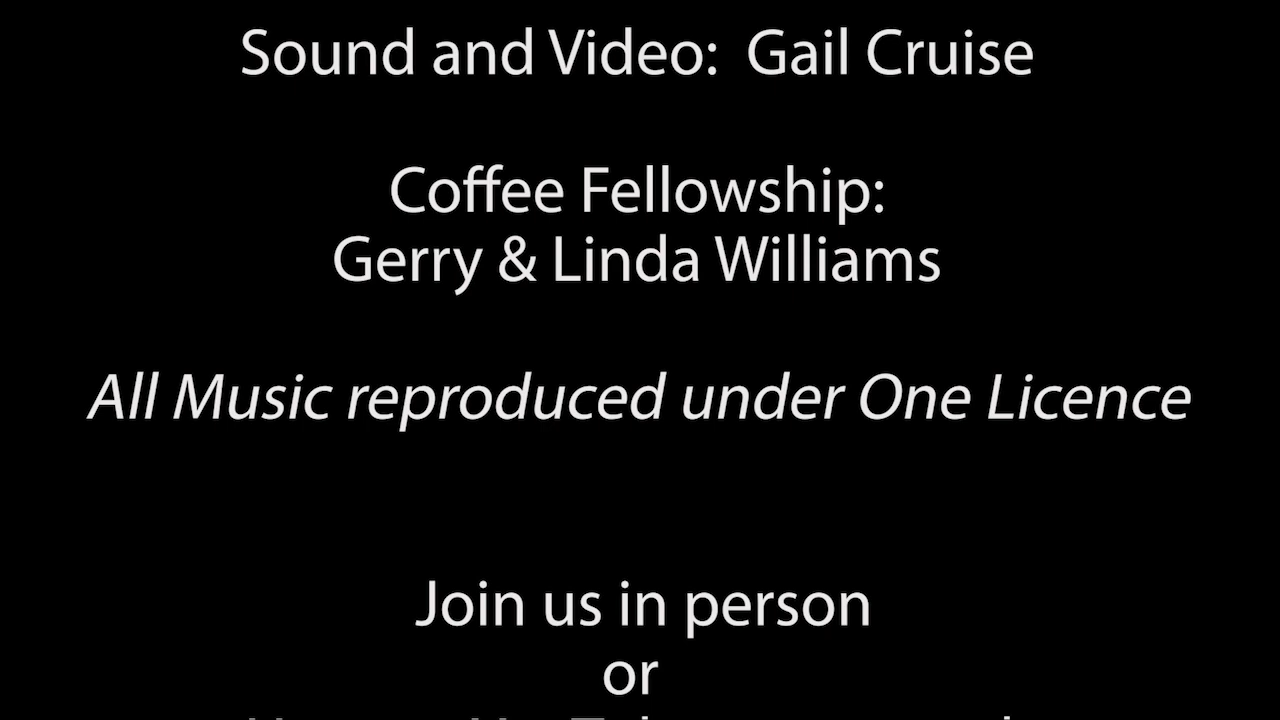 Sound and Video:  Gail Cruise
Coffee Fellowship:
Gerry & Linda Williams
All Music reproduced under One Licence
Join us in person
or